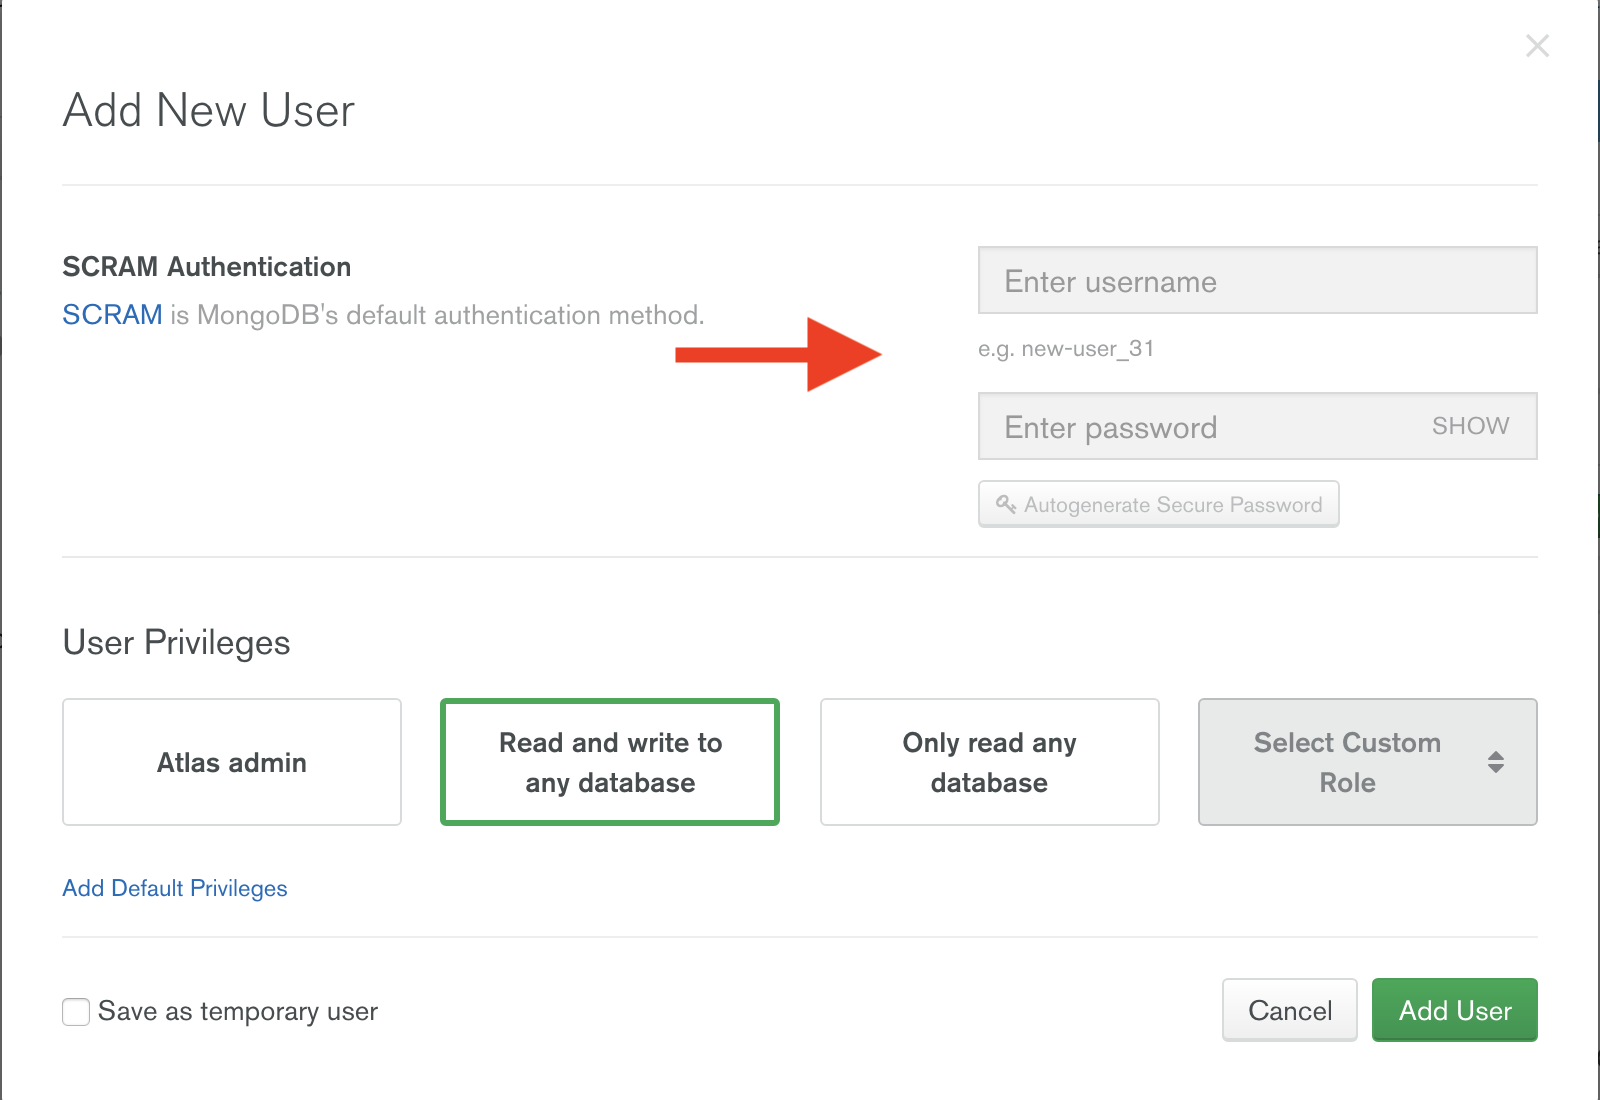 Add New User
SCRAM Authentication
SCRAM is MongoDB's default authentication method.
Enter username
e.g. new-user_31
Enter password
SHOW
Autogenerate Secure Password
User Privileges
Atlas admin
Read and write to
any database
Only read any
database
Select Custom
Role
Add Default Privileges
Save as temporary user
Cancel
Add User